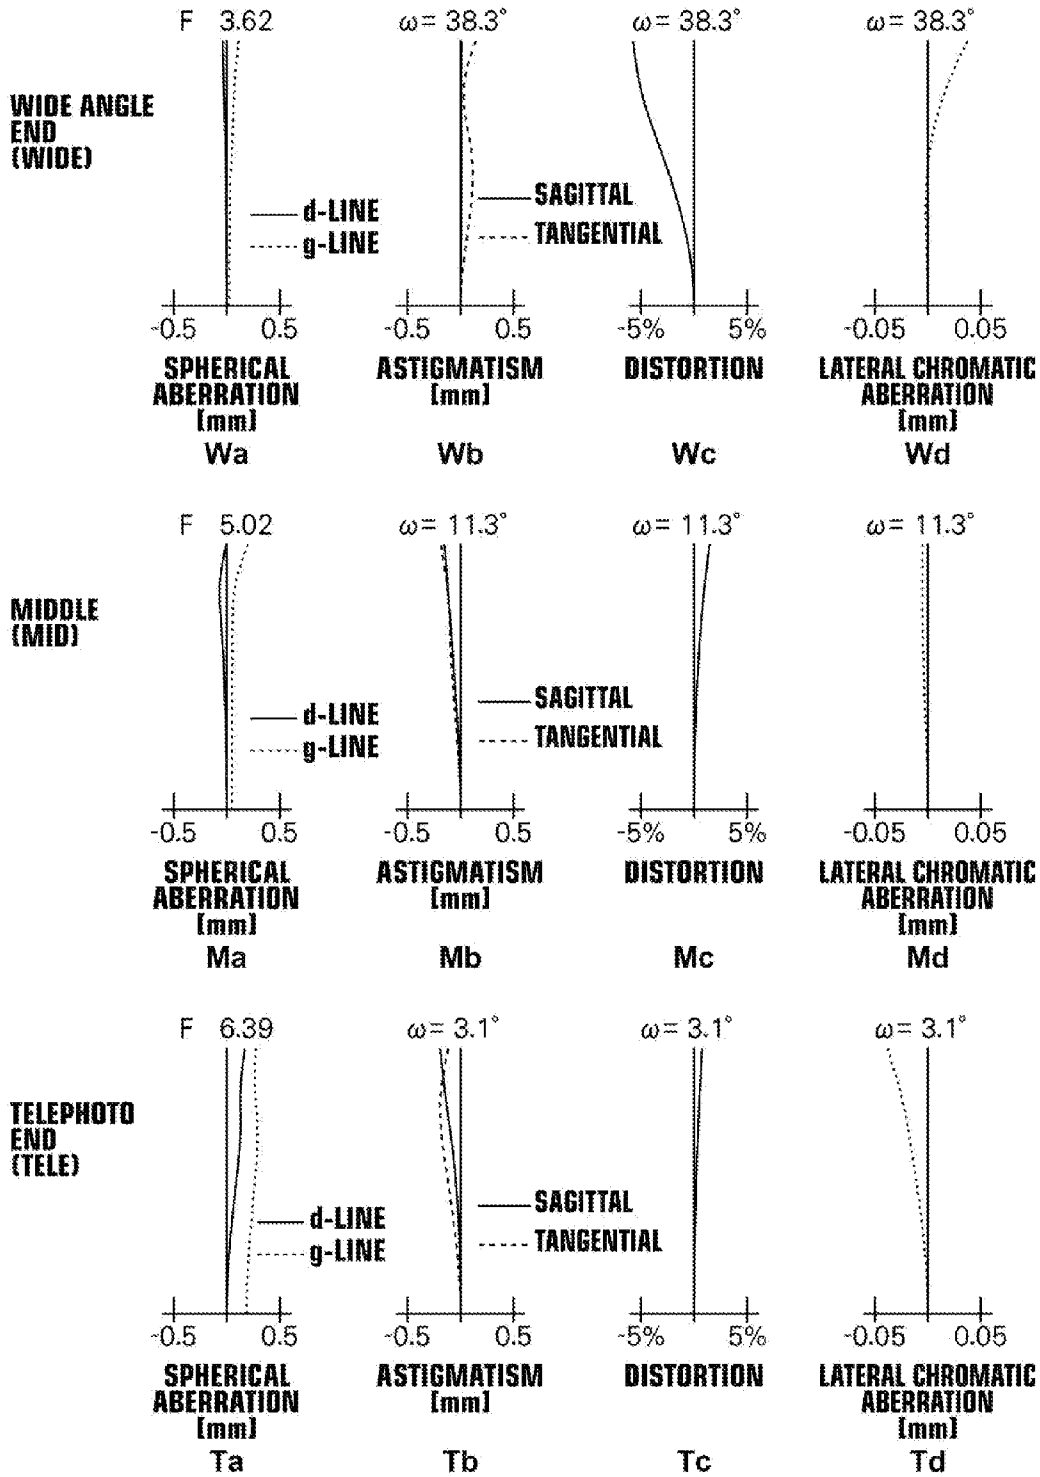 F 3.62
ω= 38.3°
ω= 38.3°
ω= 38.3°
WIDE ANGLE
END
(WIDE)
d-LINE
g-LINE
SAGITTAL
TANGENTIAL
-0.5 0.5
-0.5 0.5
-5% 5%
-0.05 0.05
SPHERICAL
ABERRATION
[mm]
ASTIGMATISM
[mm]
DISTORTION
LATERAL CHROMATIC
ABERRATION
[mm]
Wa
Wb
Wc
Wd
F 5.02
ω= 11.3°
ω= 11.3°
ω= 11.3°
MIDDLE
(MID)
d-LINE
g-LINE
SAGITTAL
TANGENTIAL
-0.5 0.5
-0.5 0.5
-5% 5%
-0.05 0.05
SPHERICAL
ABERRATION
[mm]
ASTIGMATISM
[mm]
DISTORTION
LATERAL CHROMATIC
ABERRATION
[mm]
Ma
Mb
Mc
Md
F 6.39
ω= 3.1°
ω= 3.1°
ω= 3.1°
TELEPHOTO
END
(TELE)
d-LINE
g-LINE
SAGITTAL
TANGENTIAL
-0.5 0.5
-0.5 0.5
-5% 5%
-0.05 0.05
SPHERICAL
ABERRATION
[mm]
ASTIGMATISM
[mm]
DISTORTION
LATERAL CHROMATIC
ABERRATION
[mm]
Ta
Tb
Tc
Td